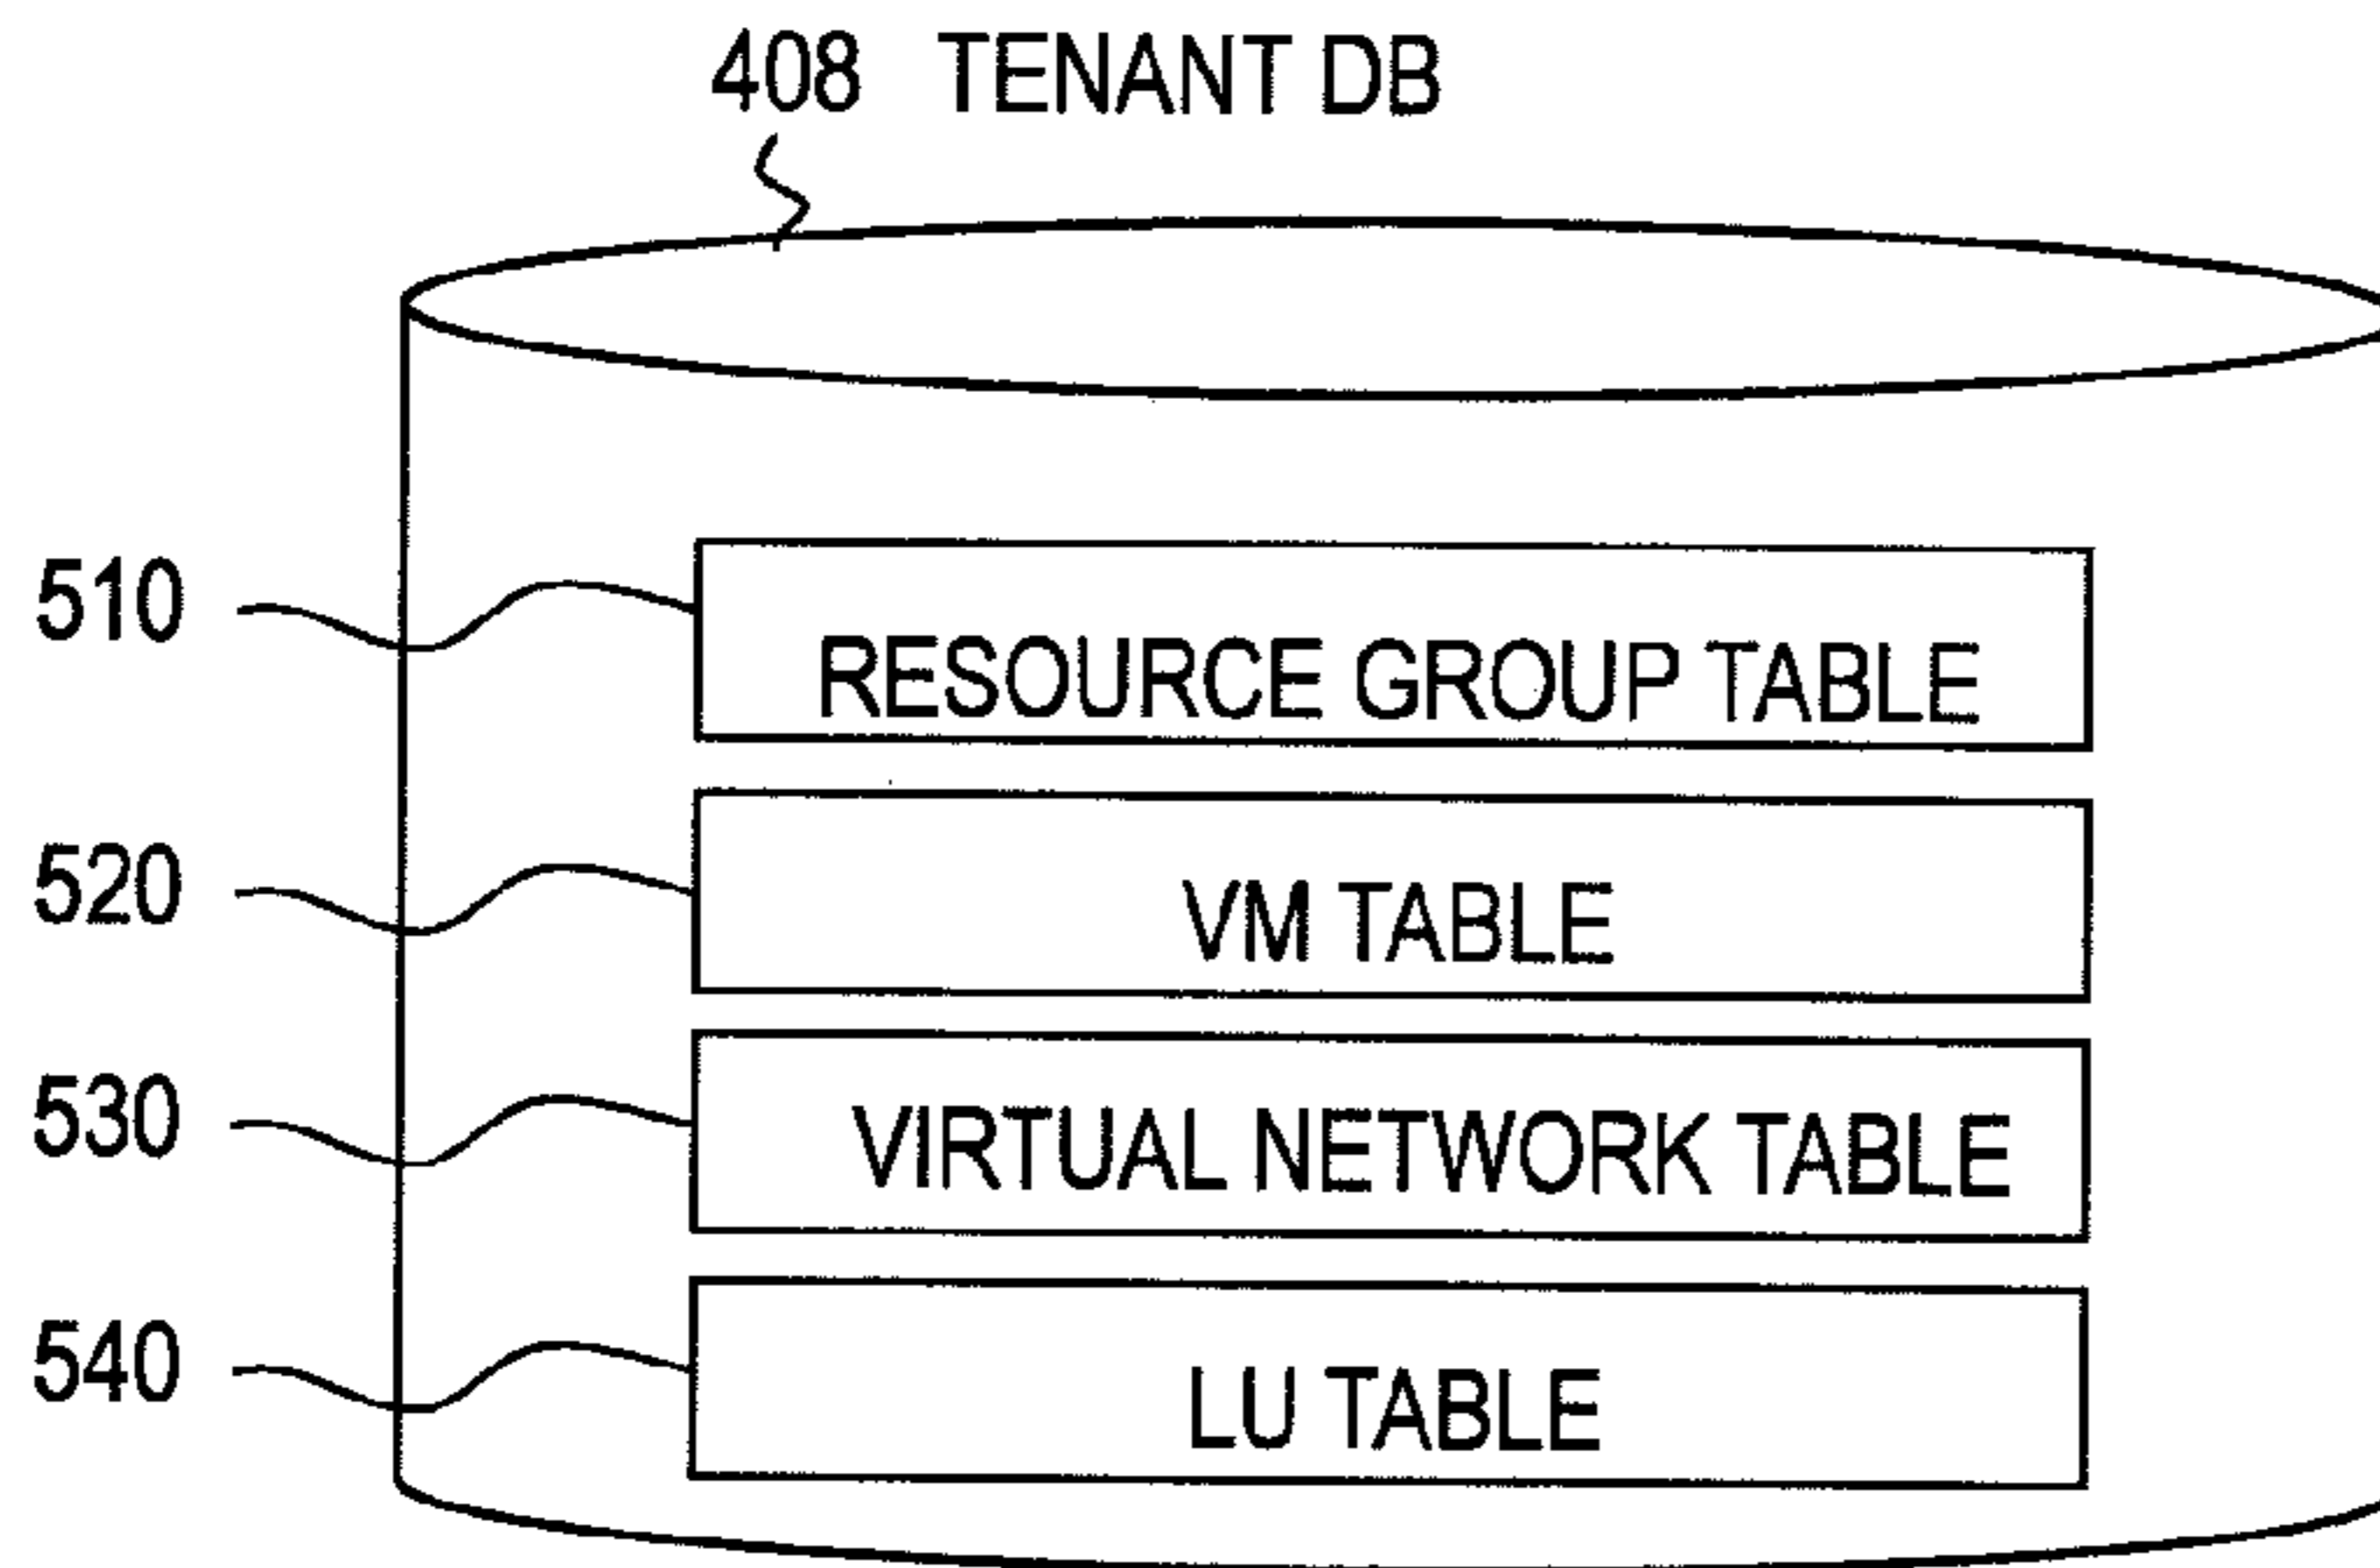 408 TENANT DB
510 RESOURCE GROUP TABLE
520 VM TABLE
530 VIRTUAL NETWORK TABLE
540 LU TABLE